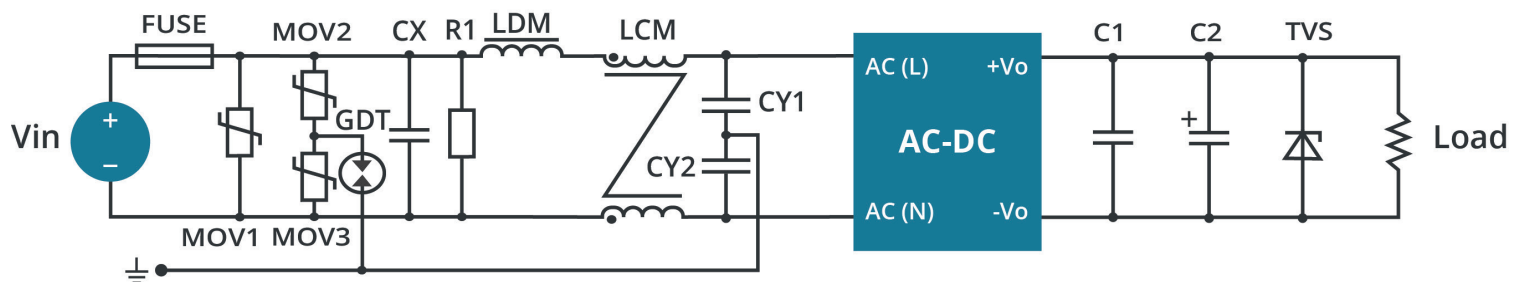 FUSE
MOV2
CX
R1
LDM
LCM
C1
C2
TVS
AC (L)
+Vo
GDT
CY1
+
Vin
+
−
AC-DC
Load
CY2
AC (N)
-Vo
MOV1
MOV3